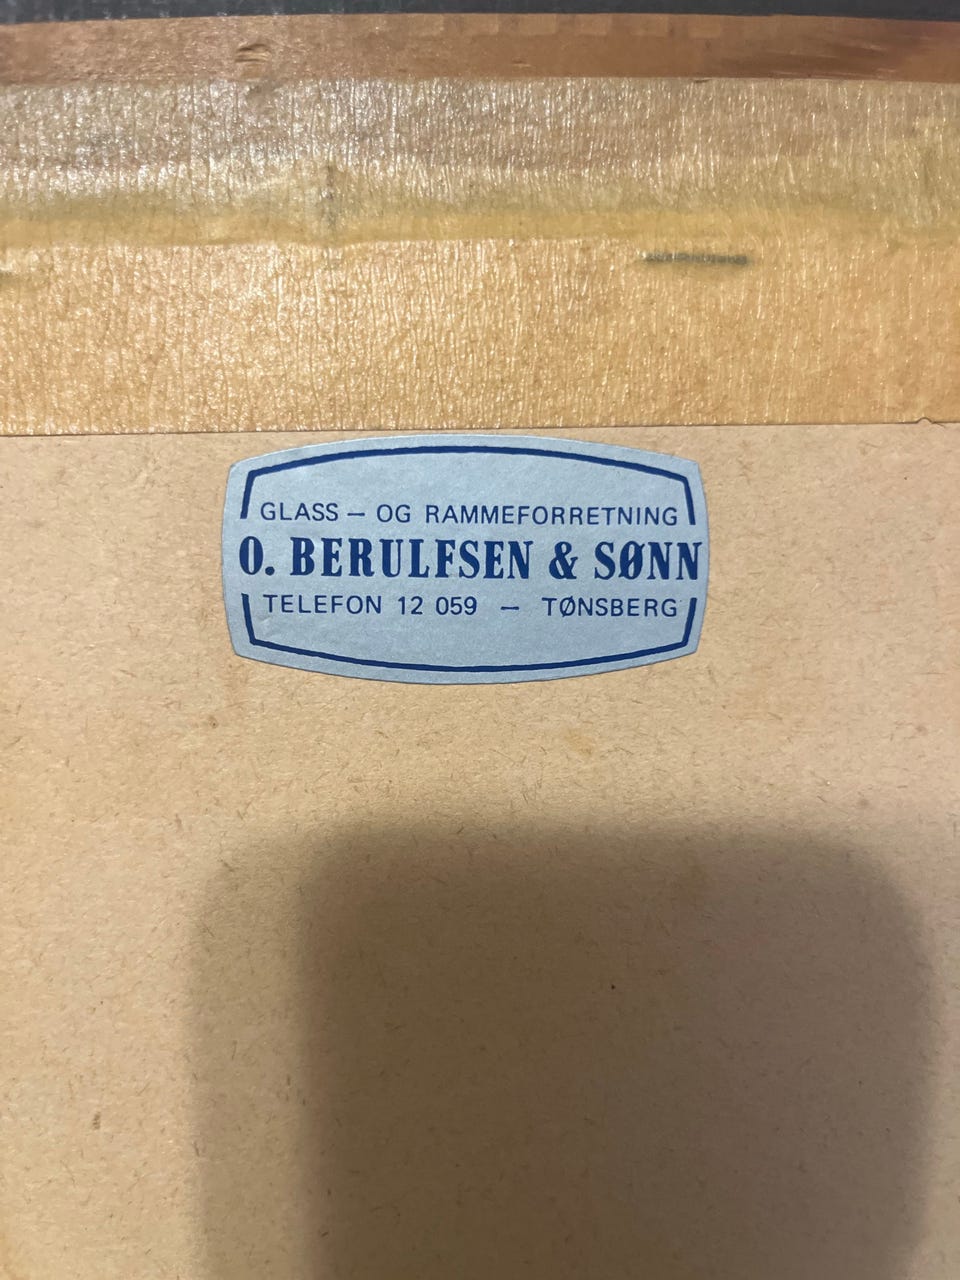 GLASS – OG RAMMEFORRETNING
O. BERULFSEN & SØNN
TELEFON 12 059 – TØNSBERG